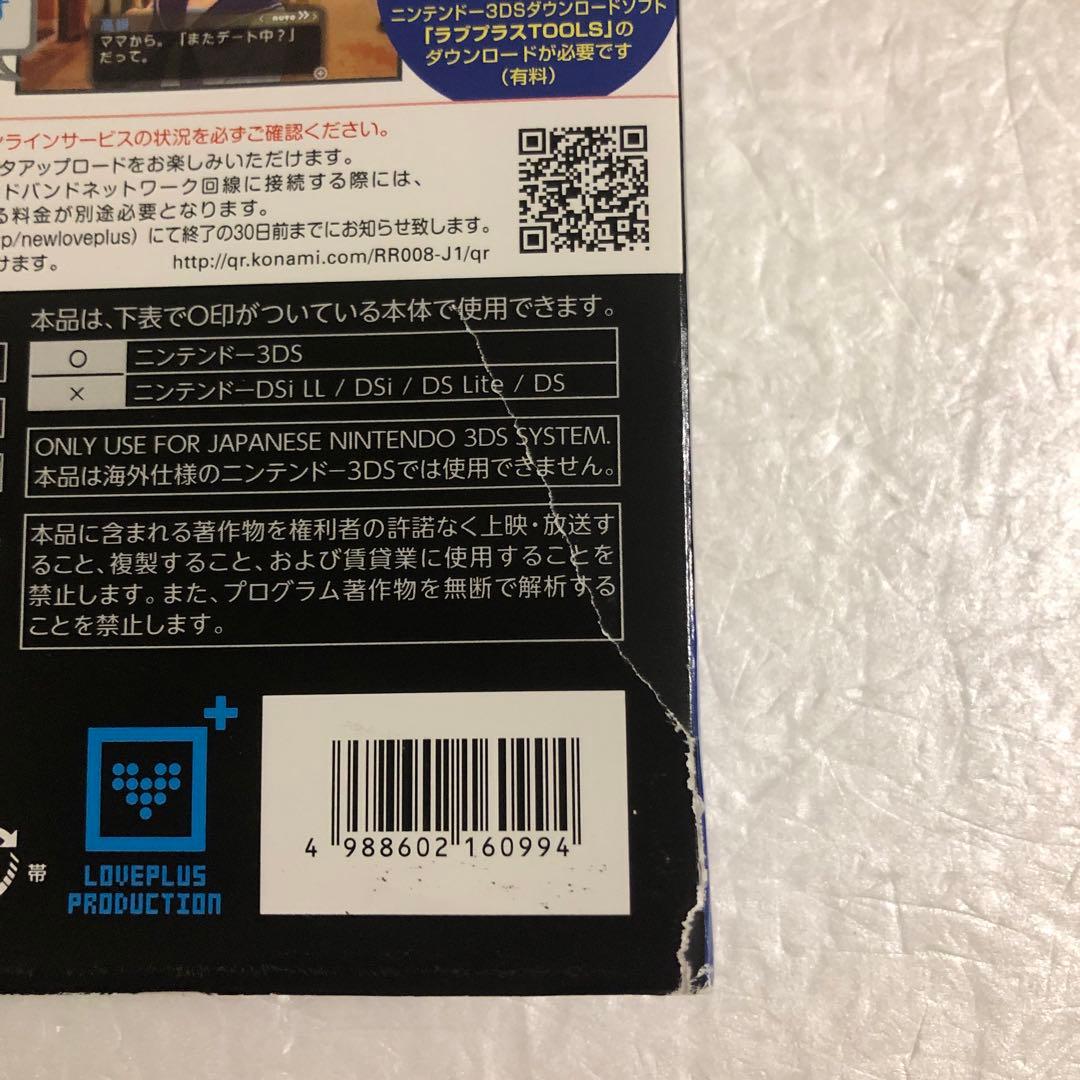 ニンテンドー3DSダウンロードソフト
「ラブプラスTOOLS」の
ダウンロードが必要です
(有料)
auto
高嶺
ママから。「またデート中?」
だって。
ンラインサービスの状況を必ずご確認ください。
タアップロードをお楽しみいただけます。
ドバンドネットワーク回線に接続する際には、
る料金が別途必要となります。
p/newloveplus) にて終了の30日前までにお知らせ致します。
けます。
http://qr.konami.com/RR008-J1/qr
本品は、下表で○印がついている本体で使用できます。
○ ニンテンドー3DS
× ニンテンドーDSi LL / DSi / DS Lite / DS
ONLY USE FOR JAPANESE NINTENDO 3DS SYSTEM.
本品は海外仕様のニンテンドー3DSでは使用できません。
本品に含まれる著作物を権利者の許諾なく上映・放送す
ること、複製すること、および賃貸業に使用することを
禁止します。また、プログラム著作物を無断で解析する
ことを禁止します。
帯
LOVEPLUS
PRODUCTION
4 988602 160994